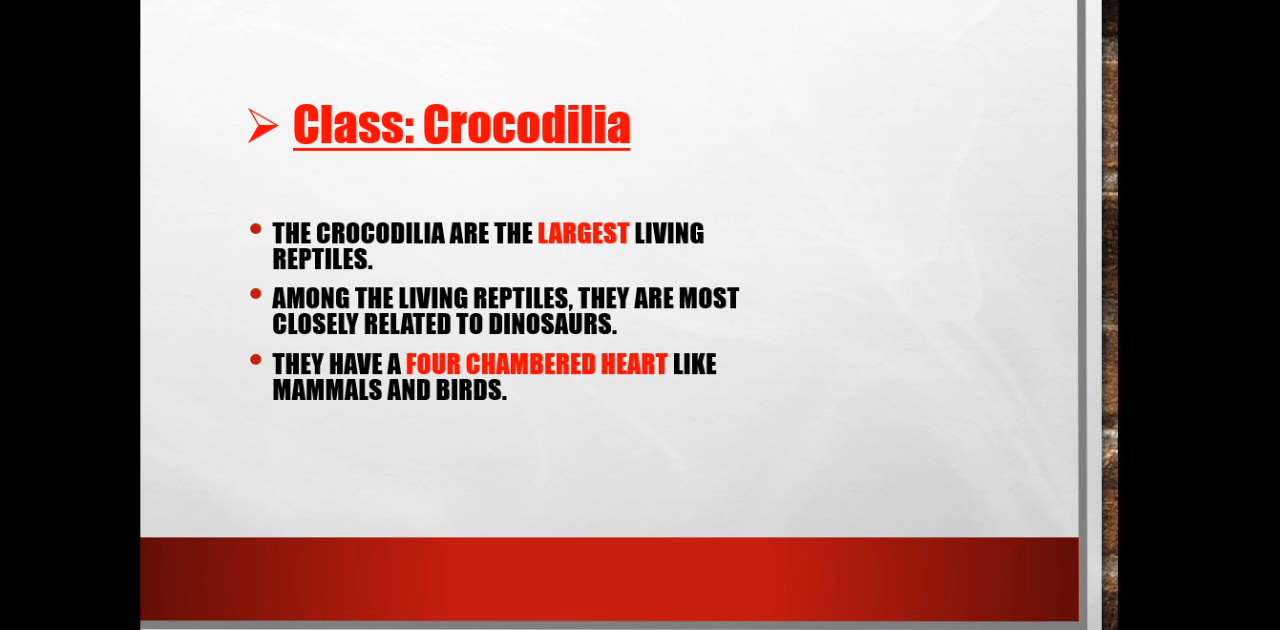 Class: Crocodilia
THE CROCODILIA ARE THE LARGEST LIVING
REPTILES.
AMONG THE LIVING REPTILES, THEY ARE MOST
CLOSELY RELATED TO DINOSAURS.
THEY HAVE A FOUR CHAMBERED HEART LIKE
MAMMALS AND BIRDS.